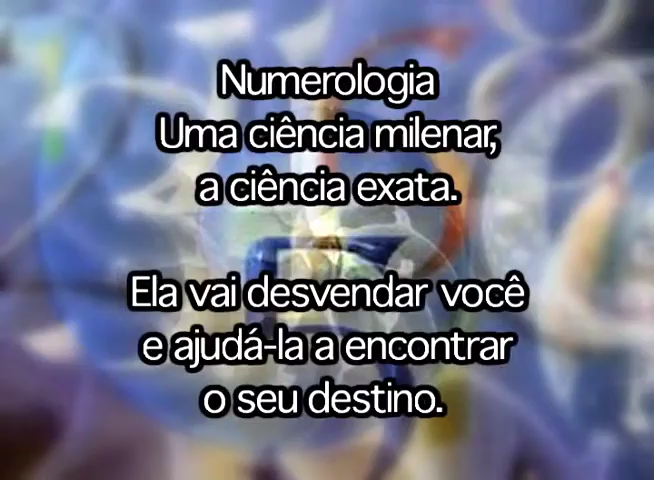 Numerologia
Uma ciência milenar,
a ciência exata.
Ela vai desvendar você
e ajudá-la a encontrar
o seu destino.